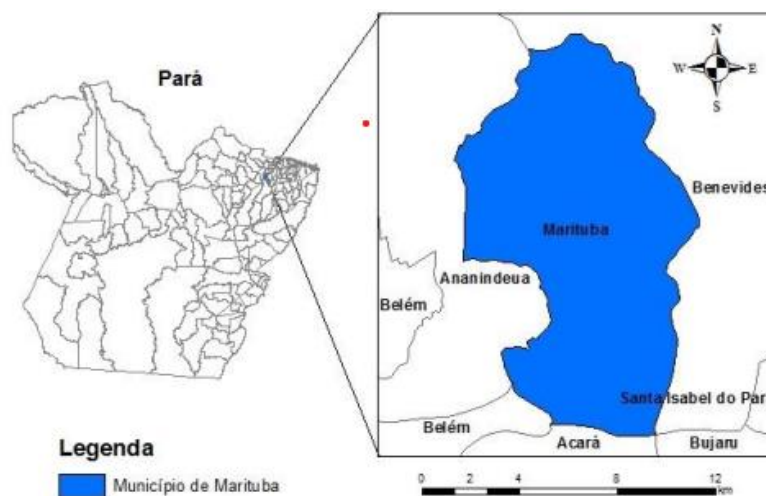 Pará
N
W E
S
Benevides
Marituba
Ananindeua
Belém
Santa Isabel do Par
Belém
Acará
Bujaru
Legenda
Município de Marituba
0 2 4 8 12
km